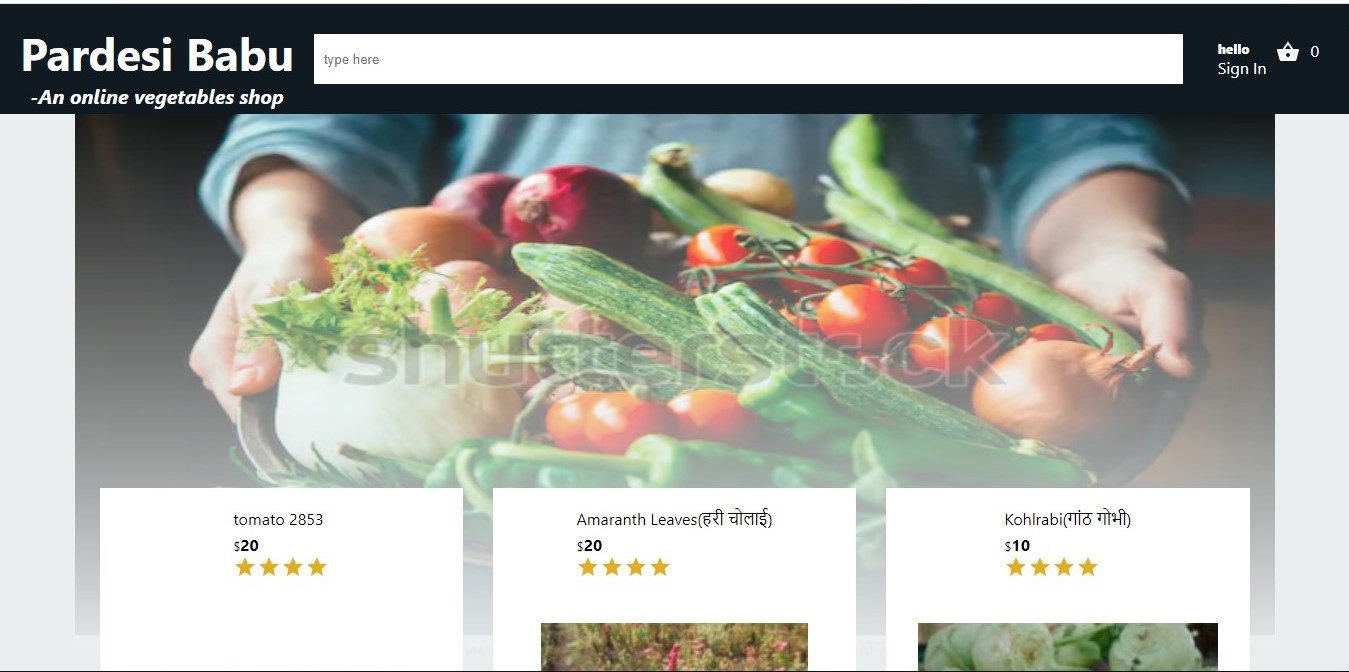 Pardesi Babu
-An online vegetables shop
type here
hello
Sign In
0
shutterstock
tomato 2853
$20
Amaranth Leaves(हरी चोलाई)
$20
Kohlrabi(गांठ गोभी)
$10